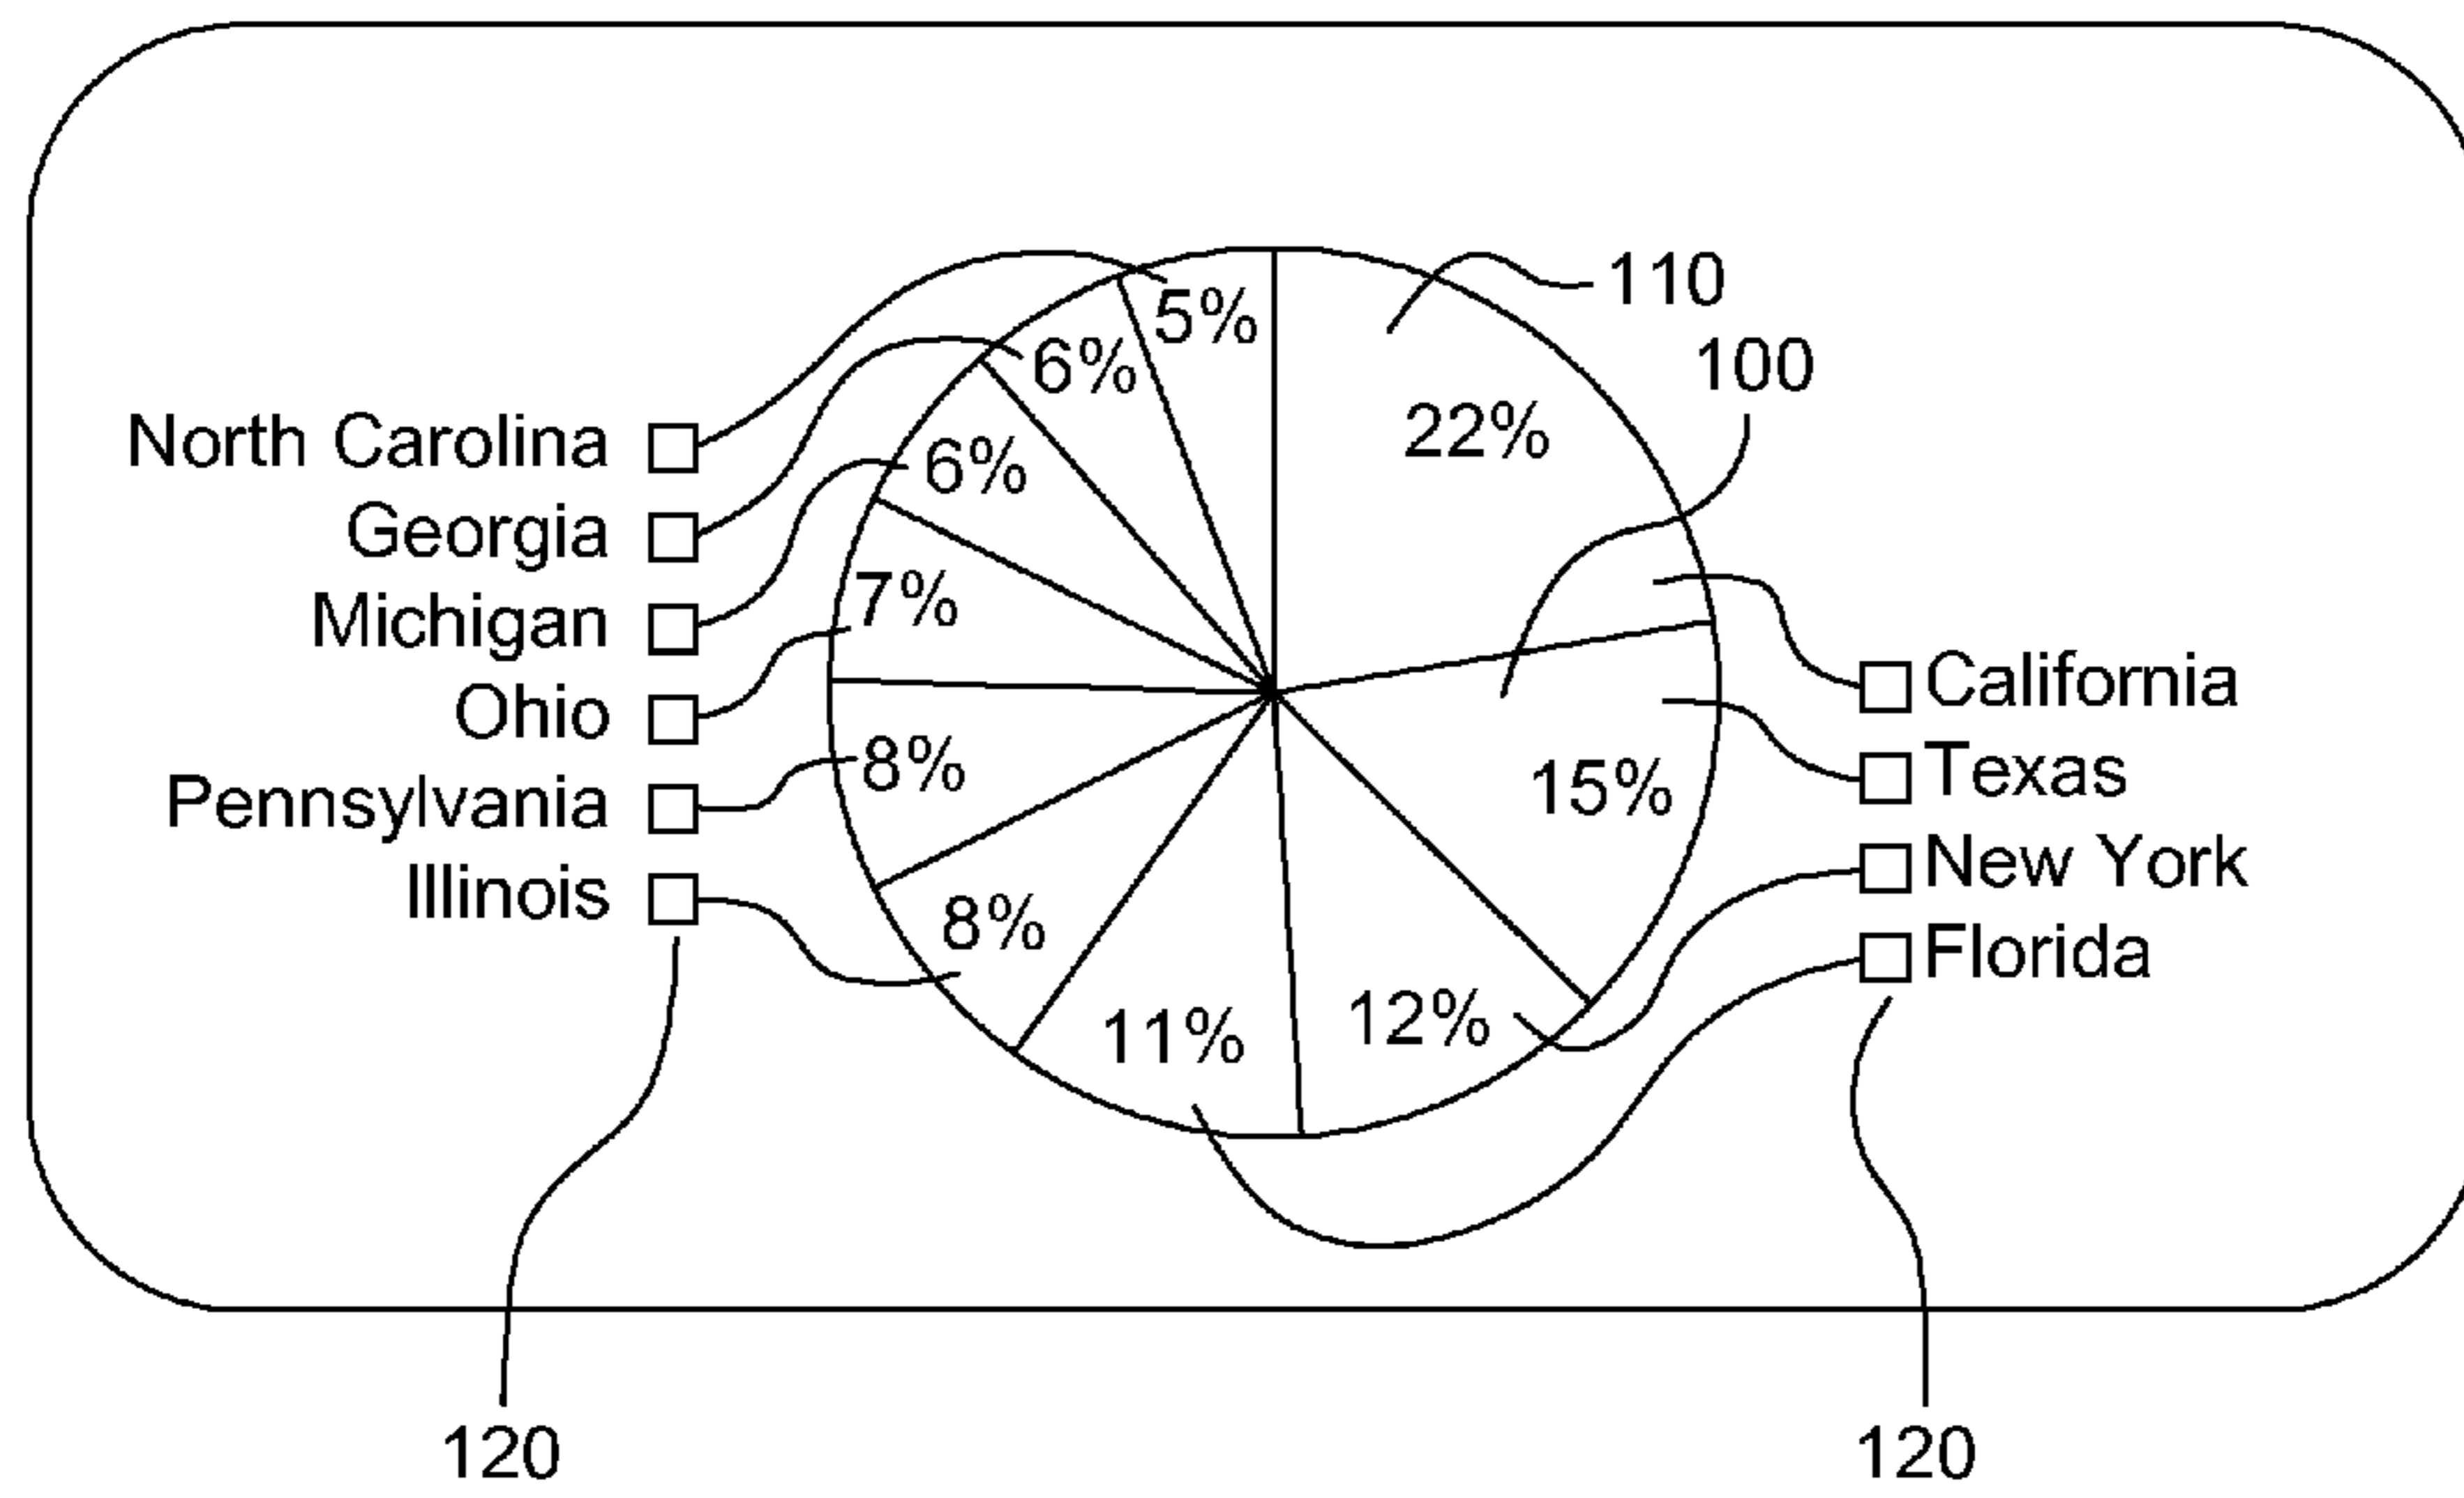 110
5%
100
6%
22%
North Carolina
6%
Georgia
7%
Michigan
California
Ohio
8%
Texas
15%
Pennsylvania
New York
Illinois
8%
Florida
12%
11%
120
120